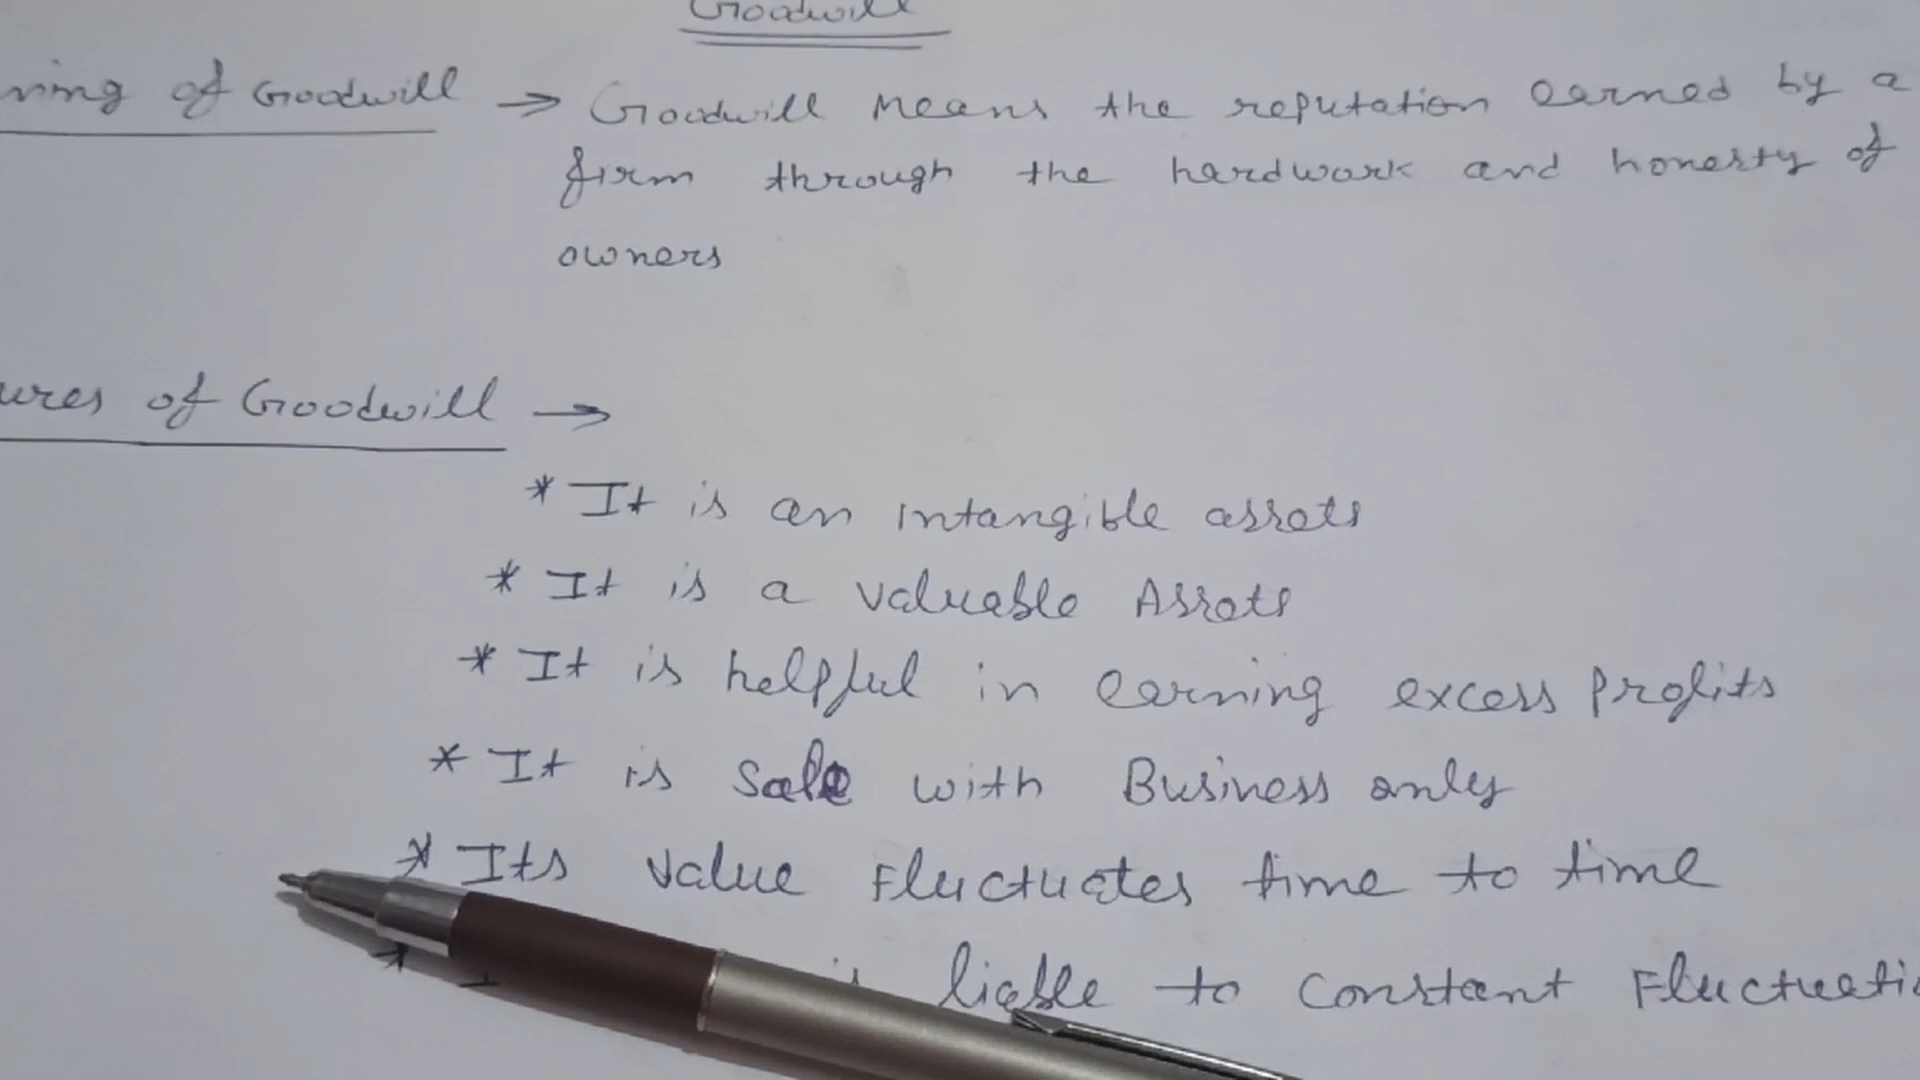 Goodwill
ning of Goodwill → Goodwill Means the reputation earned by a
firm through the hardwork and honesty of
owners
ures of Goodwill →
* It is an intangible assets
* It is a valuable Assets
* It is helpful in earning excess profits
* It is sale with Business only
* Its value Fluctuates time to time
* liable to constant Fluctuatio